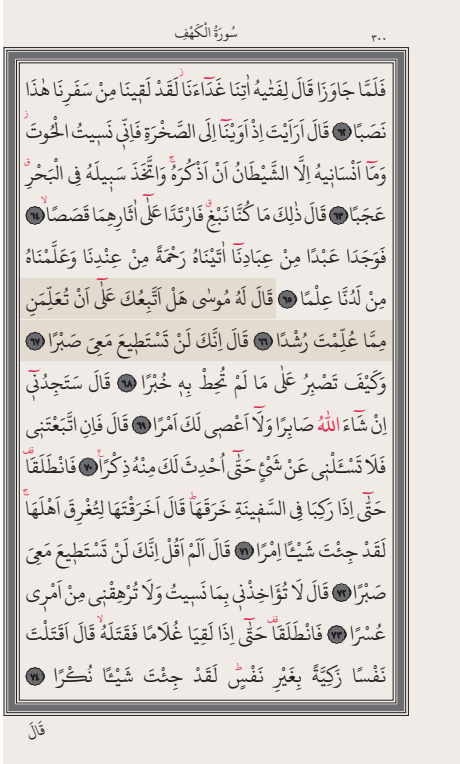 سُورَةُ الْكَهْفِ ٣٠٠
فَلَمَّا جَاوَزَا قَالَ لِفَتٰيهُ اٰتِنَا غَدَٓاءَنَاۘ لَقَدْ لَقٖينَا مِنْ سَفَرِنَا هٰذَا
نَصَبًا ﴿٦٢﴾ قَالَ اَرَاَيْتَ اِذْ اَوَيْنَٓا اِلَى الصَّخْرَةِ فَاِنّٖي نَسٖيتُ الْحُوتَؗ
وَمَٓا اَنْسَانٖيهُ اِلَّا الشَّيْطَانُ اَنْ اَذْكُرَهُۚ وَاتَّخَذَ سَبٖيلَهُ فِي الْبَحْرِࣗ
عَجَبًا ﴿٦٣﴾ قَالَ ذٰلِكَ مَا كُنَّا نَبْغِࣗ فَارْتَدَّا عَلٰٓى اٰثَارِهِمَا قَصَصًاۙ ﴿٦٤﴾
فَوَجَدَا عَبْدًا مِنْ عِبَادِنَٓا اٰتَيْنَاهُ رَحْمَةً مِنْ عِنْدِنَا وَعَلَّمْنَاهُ
مِنْ لَدُنَّا عِلْمًا ﴿٦٥﴾ قَالَ لَهُ مُوسٰى هَلْ اَتَّبِعُكَ عَلٰٓى اَنْ تُعَلِّمَنِ
مِمَّا عُلِّمْتَ رُشْدًا ﴿٦٦﴾ قَالَ اِنَّكَ لَنْ تَسْتَطٖيعَ مَعِيَ صَبْرًا ﴿٦٧﴾
وَكَيْفَ تَصْبِرُ عَلٰى مَا لَمْ تُحِطْ بِهٖ خُبْرًا ﴿٦٨﴾ قَالَ سَتَجِدُنٖٓي
اِنْ شَٓاءَ اللّٰهُ صَابِرًا وَلَٓا اَعْصٖي لَكَ اَمْرًا ﴿٦٩﴾ قَالَ فَاِنِ اتَّبَعْتَنٖي
فَلَا تَسْـَٔلْنٖي عَنْ شَيْءٍ حَتّٰٓى اُحْدِثَ لَكَ مِنْهُ ذِكْرًاࣖ ﴿٧٠﴾ فَانْطَلَقَاࣞ
حَتّٰٓى اِذَا رَكِبَا فِي السَّفٖينَةِ خَرَقَهَاؕ قَالَ اَخَرَقْتَهَا لِتُغْرِقَ اَهْلَهَاۚ
لَقَدْ جِئْتَ شَيْـًٔا اِمْرًا ﴿٧١﴾ قَالَ اَلَمْ اَقُلْ اِنَّكَ لَنْ تَسْتَطٖيعَ مَعِيَ
صَبْرًا ﴿٧٢﴾ قَالَ لَا تُؤَاخِذْنٖي بِمَا نَسٖيتُ وَلَا تُرْهِقْنٖي مِنْ اَمْرٖي
عُسْرًا ﴿٧٣﴾ فَانْطَلَقَاࣞ حَتّٰٓى اِذَا لَقِيَا غُلَامًا فَقَتَلَهُۙ قَالَ اَقَتَلْتَ
نَفْسًا زَكِيَّةً بِغَيْرِ نَفْسٍؕ لَقَدْ جِئْتَ شَيْـًٔا نُكْرًا ﴿٧٤﴾
قَالَ